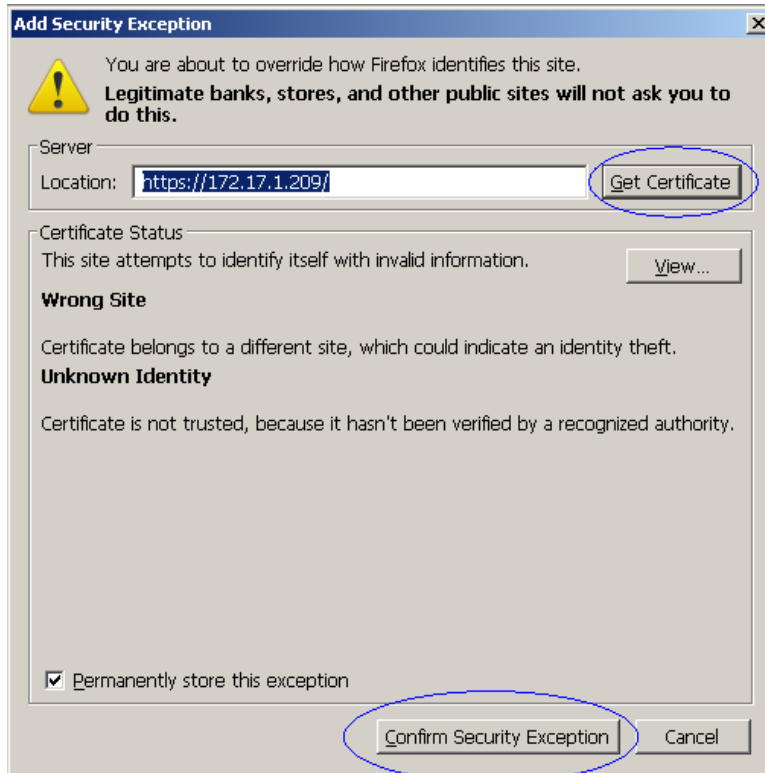 Add Security Exception
You are about to override how Firefox identifies this site.
Legitimate banks, stores, and other public sites will not ask you to
do this.
Server
Location: https://172.17.1.209/ Get Certificate
Certificate Status
This site attempts to identify itself with invalid information. View...
Wrong Site
Certificate belongs to a different site, which could indicate an identity theft.
Unknown Identity
Certificate is not trusted, because it hasn't been verified by a recognized authority.
Permanently store this exception
Confirm Security Exception Cancel